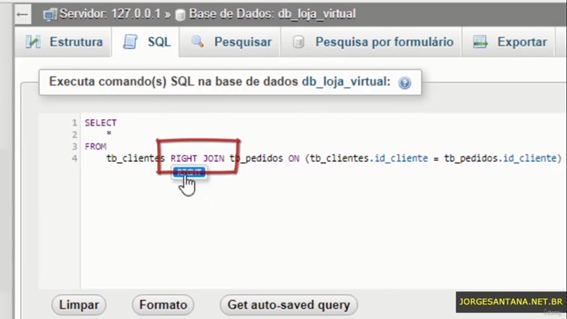 Servidor: 127.0.0.1 » Base de Dados: db_loja_virtual
Estrutura SQL Pesquisar Pesquisa por formulário Exportar
Executa comando(s) SQL na base de dados db_loja_virtual:
1 SELECT
2 *
3 FROM
4 tb_clientes RIGHT JOIN tb_pedidos ON (tb_clientes.id_cliente = tb_pedidos.id_cliente)
RIGHT
Limpar Formato Get auto-saved query
JORGESANTANA.NET.BR